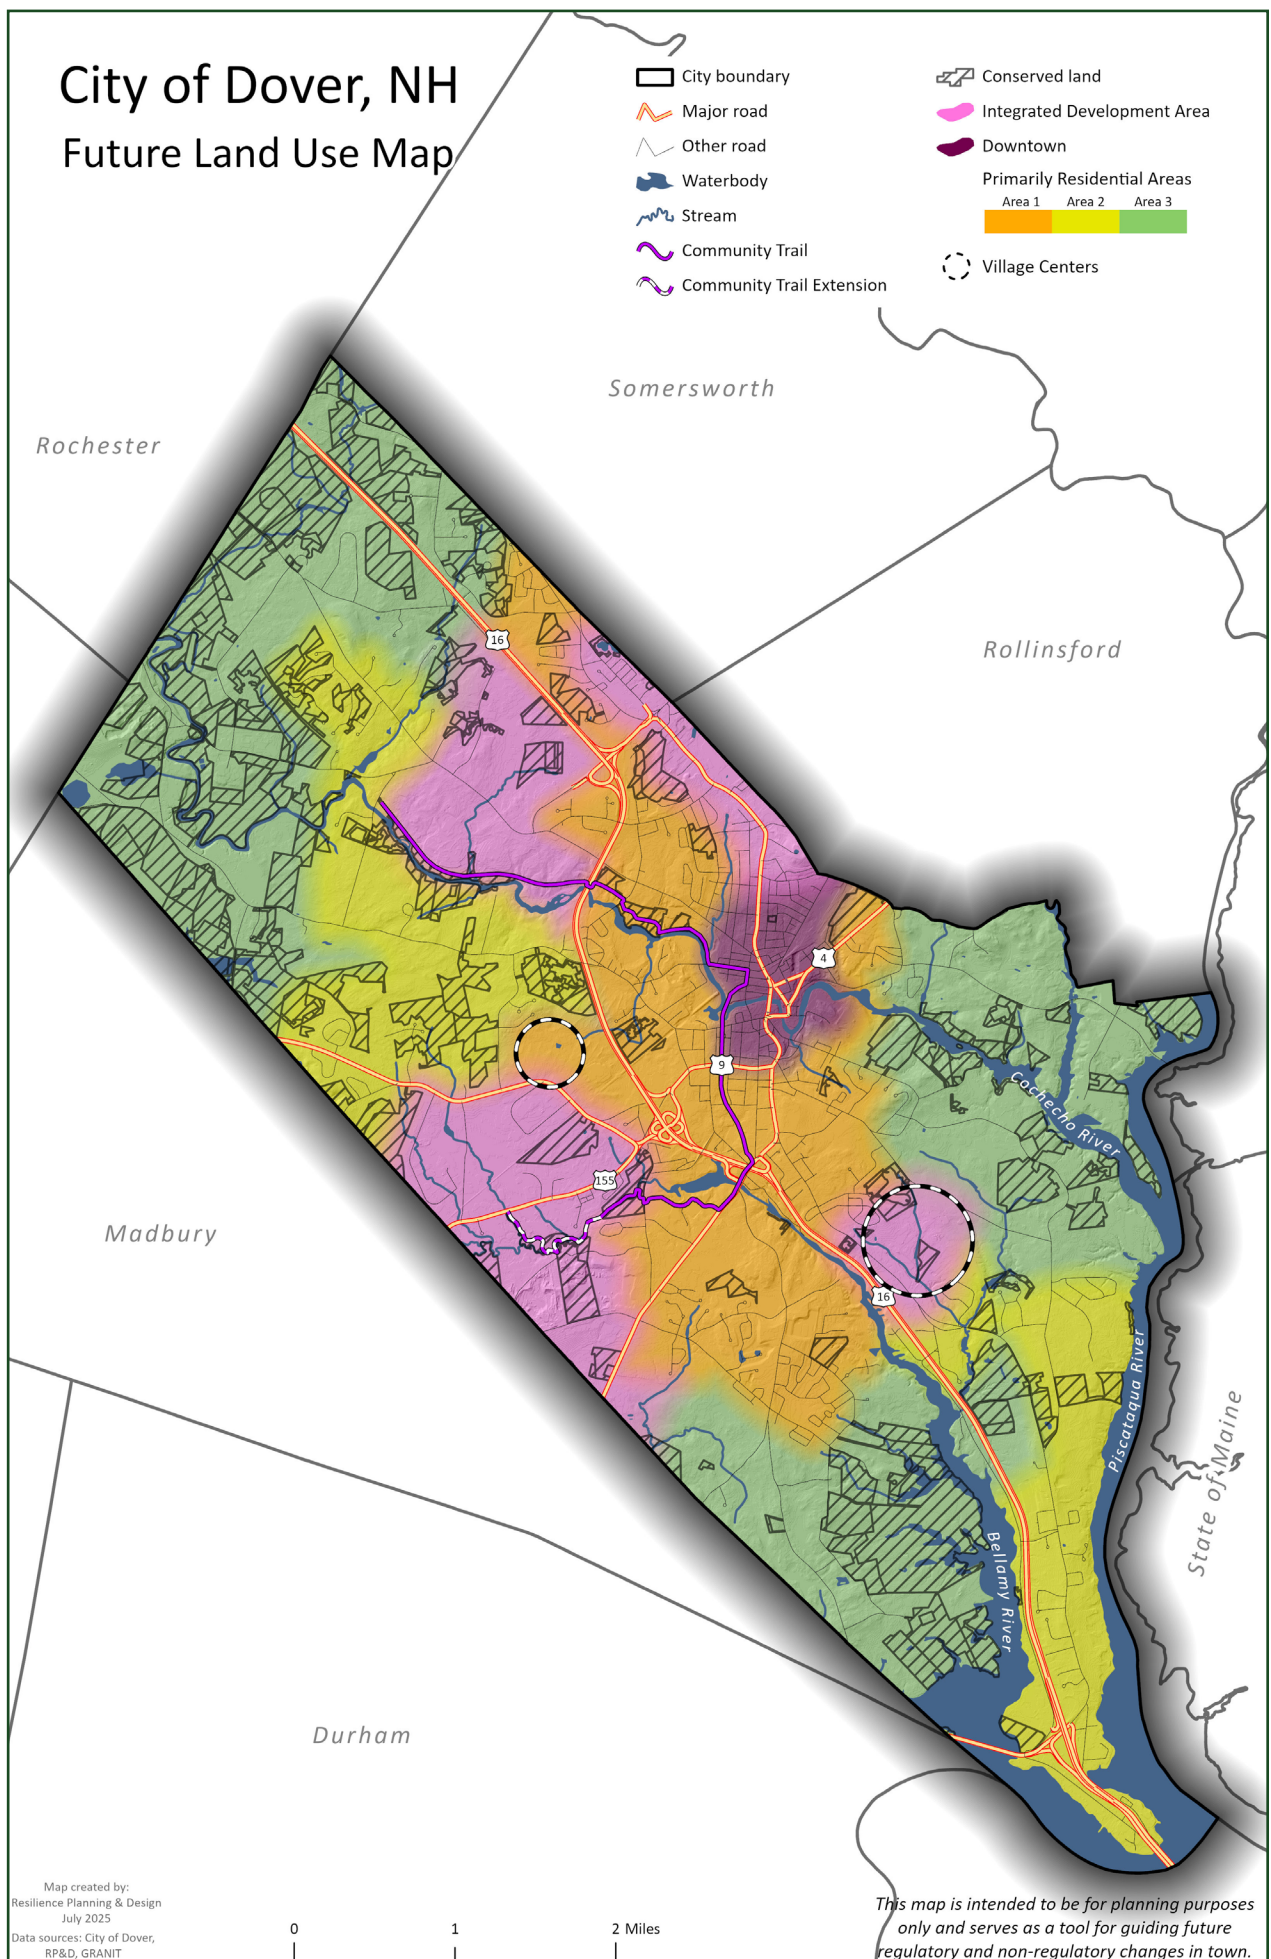 City of Dover, NH
Future Land Use Map
City boundary
Major road
Other road
Waterbody
Stream
Community Trail
Community Trail Extension
Conserved land
Integrated Development Area
Downtown
Primarily Residential Areas
Area 1 Area 2 Area 3
Village Centers
Somersworth
Rochester
Rollinsford
16
4
9
Cochecho River
155
Madbury
16
Piscataqua River
State of Maine
Bellamy River
Durham
Map created by:
Resilience Planning & Design
July 2025
Data sources: City of Dover,
RP&D, GRANIT
0 1 2 Miles
This map is intended to be for planning purposes
only and serves as a tool for guiding future
regulatory and non-regulatory changes in town.